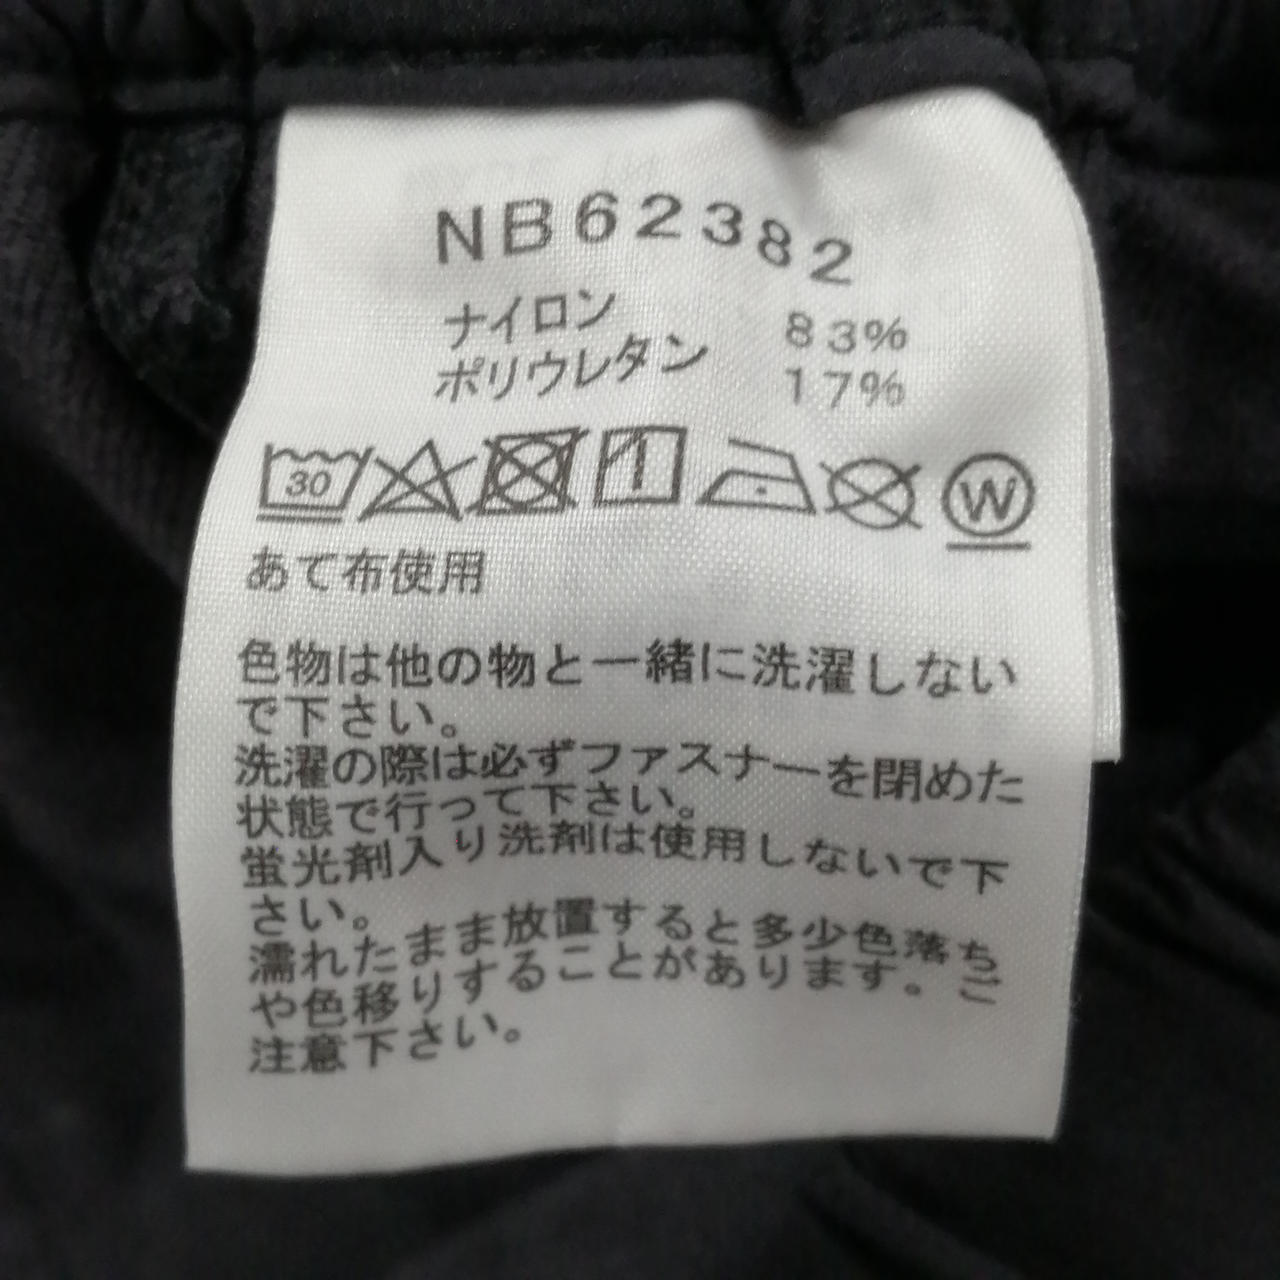 NB62382
ナイロン 83%
ポリウレタン 17%
30
W
あて布使用
色物は他の物と一緒に洗濯しない
で下さい。
洗濯の際は必ずファスナーを閉めた
状態で行って下さい。
蛍光剤入り洗剤は使用しないで下
さい。
濡れたまま放置すると多少色落ち
や色移りすることがあります。ご
注意下さい。